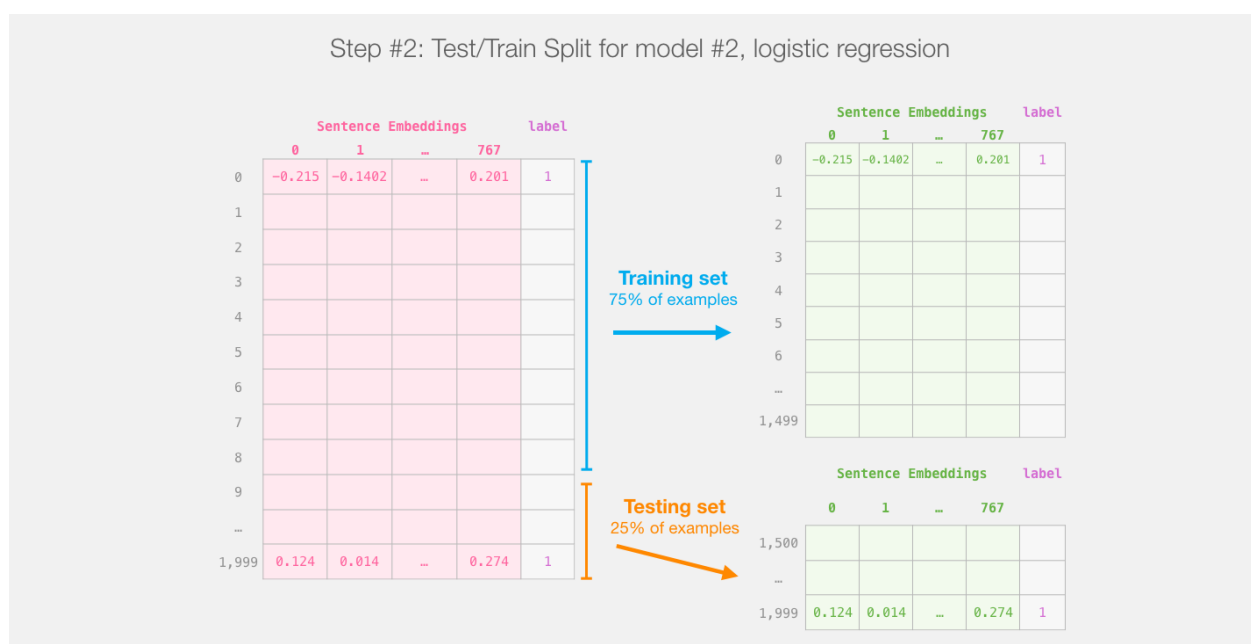 Step #2: Test/Train Split for model #2, logistic regression
Sentence Embeddings label
0 1 … 767
0 −0.215 −0.1402 … 0.201 1
1
2
3
4
5
6
7
8
9
…
1,999 0.124 0.014 … 0.274 1
Training set
75% of examples
Testing set
25% of examples
Sentence Embeddings label
0 1 … 767
0 −0.215 −0.1402 … 0.201 1
1
2
3
4
5
6
…
1,499
Sentence Embeddings label
0 1 … 767
1,500
…
1,999 0.124 0.014 … 0.274 1